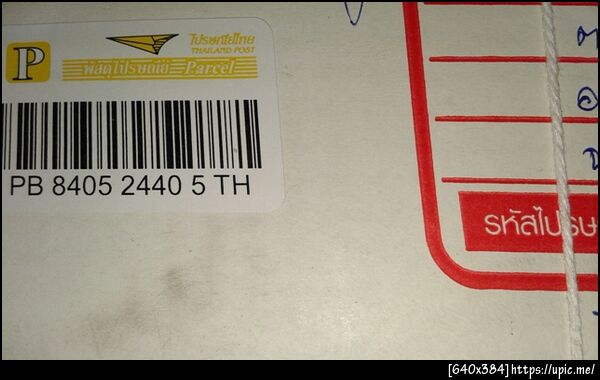 P
ไปรษณีย์ไทย
THAILAND POST
พัสดุไปรษณีย์ Parcel
PB 8405 2440 5 TH
รหัสไปรษ
[640x384]https://upic.me/